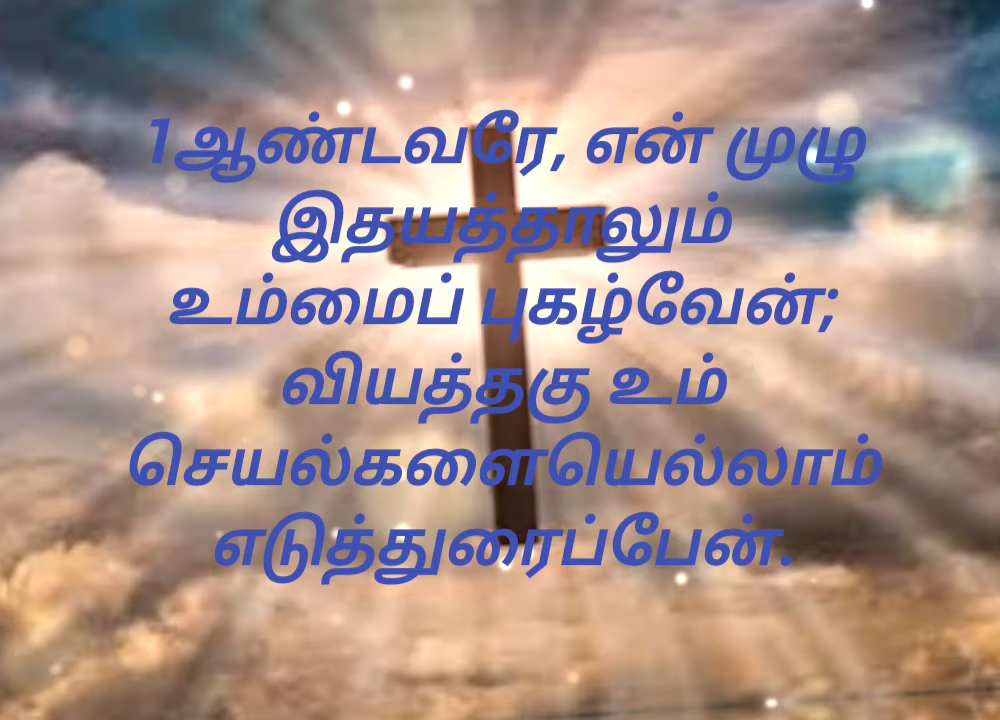 1ஆண்டவரே, என் முழு
இதயத்தாலும்
உம்மைப் புகழ்வேன்;
வியத்தகு உம்
செயல்களையெல்லாம்
எடுத்துரைப்பேன்.